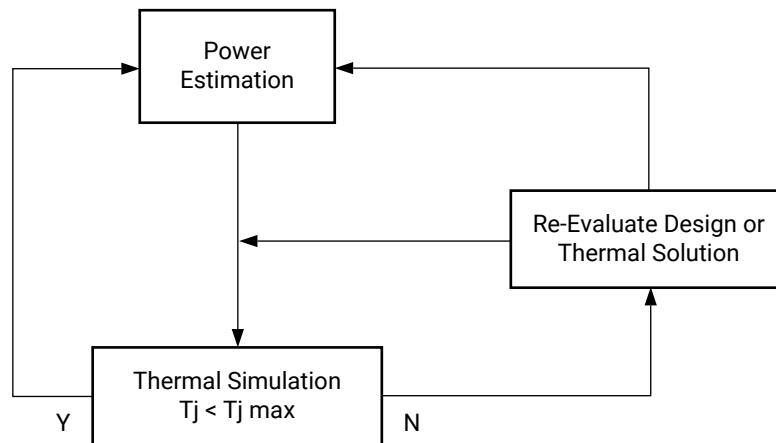 Power
Estimation
Re-Evaluate Design or
Thermal Solution
Thermal Simulation
Tj < Tj max
Y
N